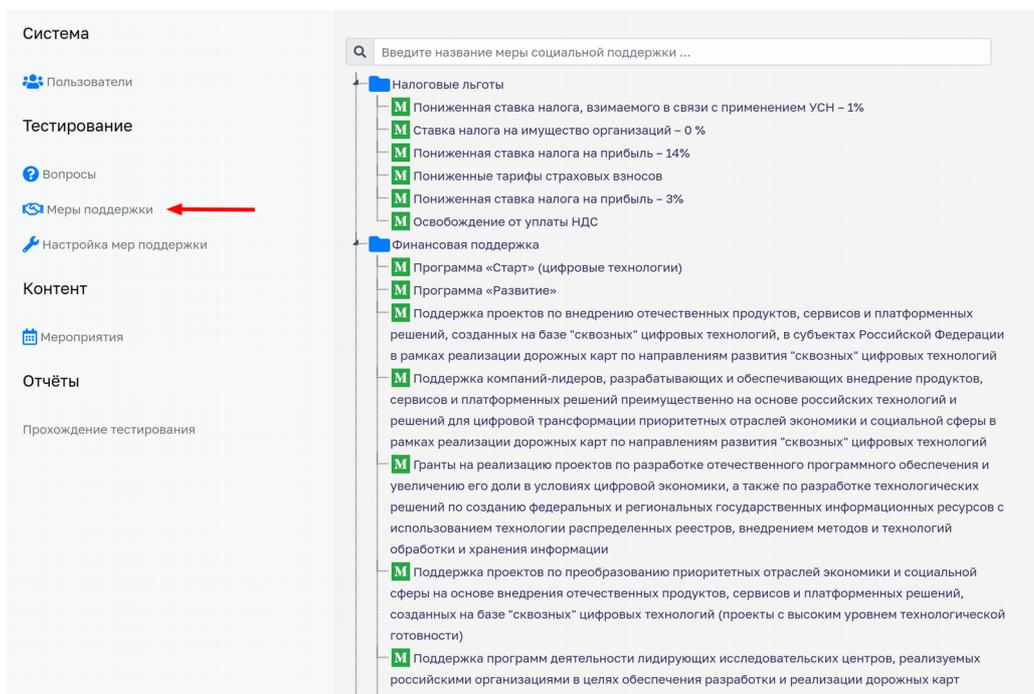 Система
Пользователи
Тестирование
Вопросы
Меры поддержки
Настройка мер поддержки
Контент
Мероприятия
Отчёты
Прохождение тестирования
Введите название меры социальной поддержки ...
Налоговые льготы
M Пониженная ставка налога, взимаемого в связи с применением УСН – 1%
M Ставка налога на имущество организаций – 0 %
M Пониженная ставка налога на прибыль – 14%
M Пониженные тарифы страховых взносов
M Пониженная ставка налога на прибыль – 3%
M Освобождение от уплаты НДС
Финансовая поддержка
M Программа «Старт» (цифровые технологии)
M Программа «Развитие»
M Поддержка проектов по внедрению отечественных продуктов, сервисов и платформенных
решений, созданных на базе "сквозных" цифровых технологий, в субъектах Российской Федерации
в рамках реализации дорожных карт по направлениям развития "сквозных" цифровых технологий
M Поддержка компаний-лидеров, разрабатывающих и обеспечивающих внедрение продуктов,
сервисов и платформенных решений преимущественно на основе российских технологий и
решений для цифровой трансформации приоритетных отраслей экономики и социальной сферы в
рамках реализации дорожных карт по направлениям развития "сквозных" цифровых технологий
M Гранты на реализацию проектов по разработке отечественного программного обеспечения и
увеличению его доли в условиях цифровой экономики, а также по разработке технологических
решений по созданию федеральных и региональных государственных информационных ресурсов с
использованием технологии распределенных реестров, внедрением методов и технологий
обработки и хранения информации
M Поддержка проектов по преобразованию приоритетных отраслей экономики и социальной
сферы на основе внедрения отечественных продуктов, сервисов и платформенных решений,
созданных на базе "сквозных" цифровых технологий (проекты с высоким уровнем технологической
готовности)
M Поддержка программ деятельности лидирующих исследовательских центров, реализуемых
российскими организациями в целях обеспечения разработки и реализации дорожных карт